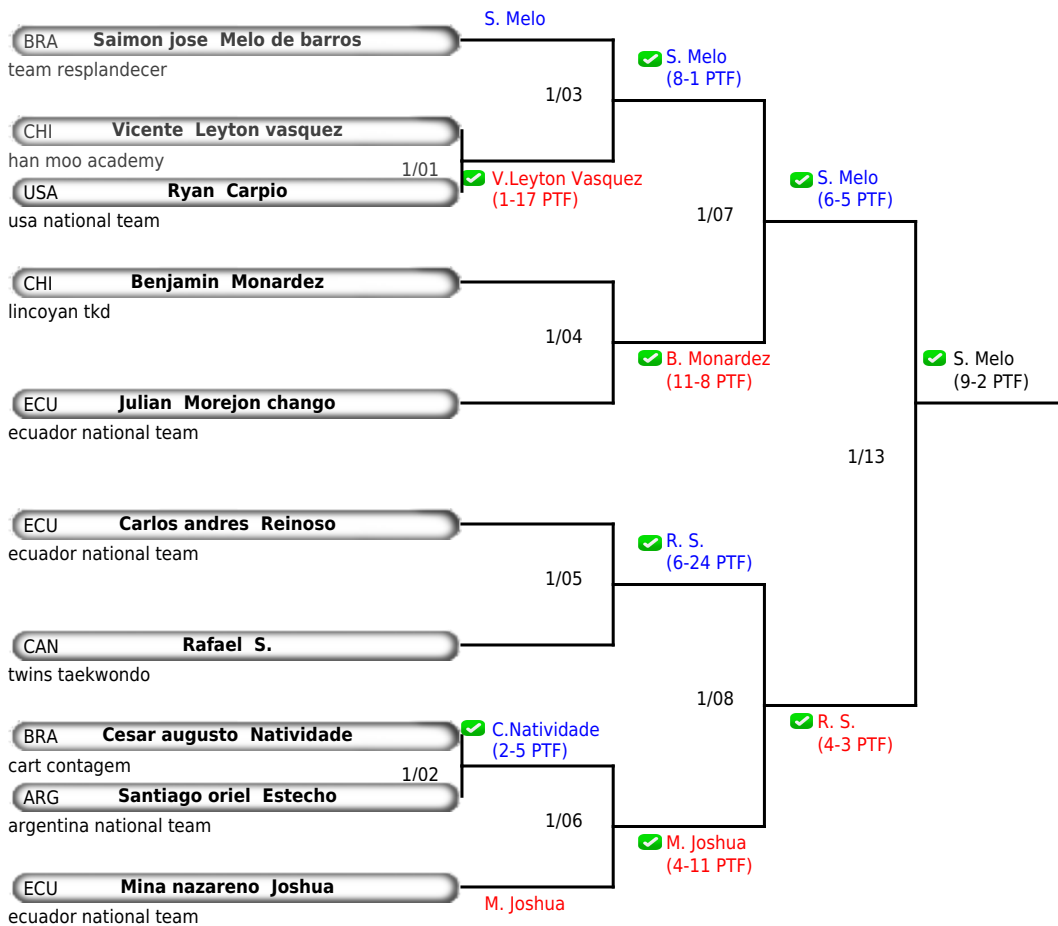 S. Melo
BRA Saimon jose Melo de barros
team resplandecer
S. Melo
(8-1 PTF)
1/03
CHI Vicente Leyton vasquez
han moo academy
1/01
V.Leyton Vasquez
(1-17 PTF)
USA Ryan Carpio
usa national team
S. Melo
(6-5 PTF)
1/07
CHI Benjamin Monardez
lincoyan tkd
1/04
B. Monardez
(11-8 PTF)
S. Melo
(9-2 PTF)
ECU Julian Morejon chango
ecuador national team
1/13
ECU Carlos andres Reinoso
ecuador national team
R. S.
(6-24 PTF)
1/05
CAN Rafael S.
twins taekwondo
1/08
R. S.
(4-3 PTF)
BRA Cesar augusto Natividade
cart contagem
C.Natividade
(2-5 PTF)
1/02
ARG Santiago oriel Estecho
argentina national team
1/06
M. Joshua
(4-11 PTF)
ECU Mina nazareno Joshua
M. Joshua
ecuador national team